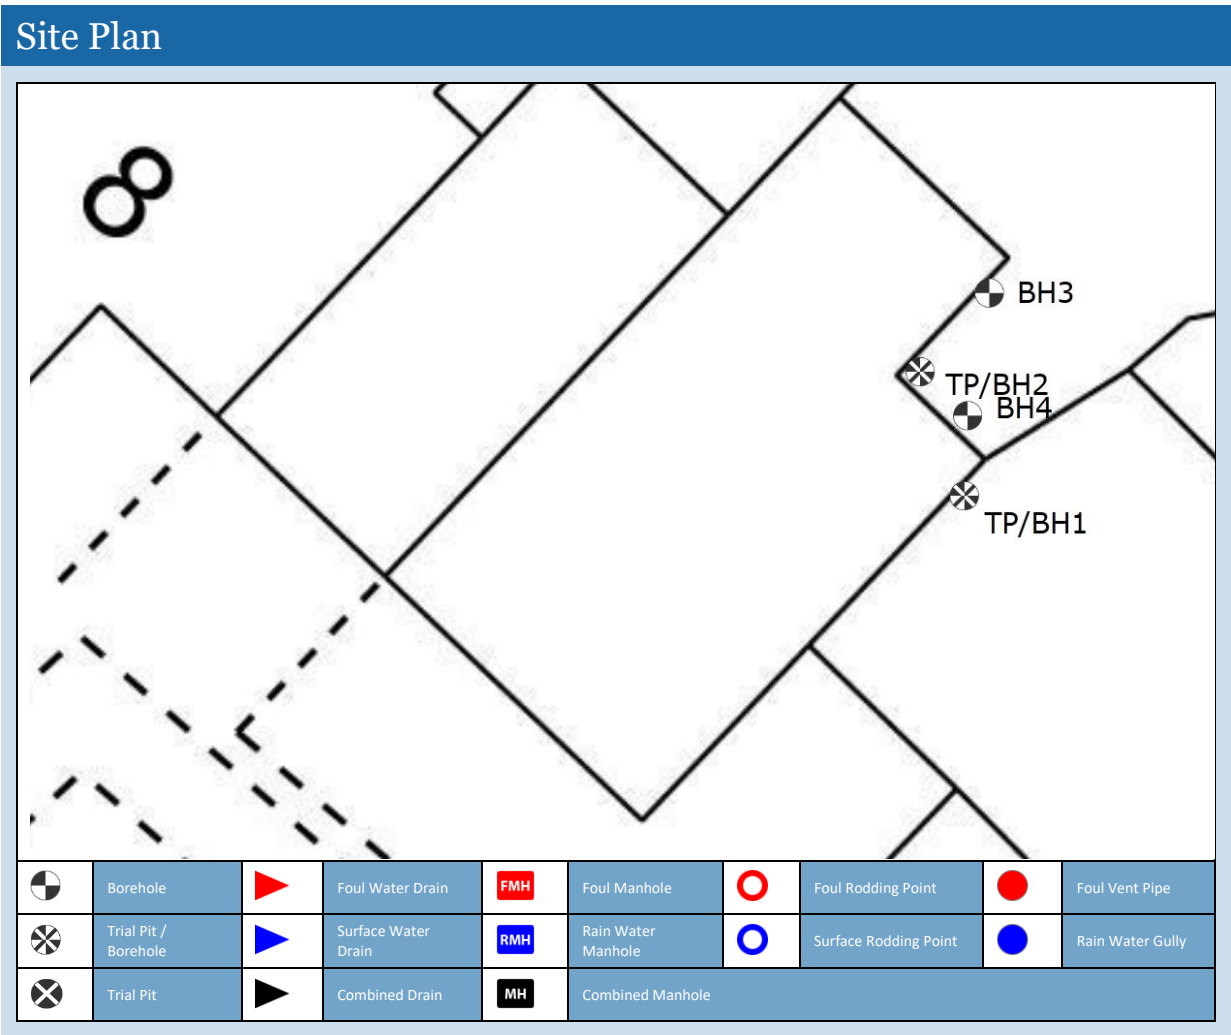 Site Plan
8
BH3
TP/BH2
BH4
TP/BH1
Borehole
Foul Water Drain
FMH
Foul Manhole
Foul Rodding Point
Foul Vent Pipe
Trial Pit /
Borehole
Surface Water
Drain
RMH
Rain Water
Manhole
Surface Rodding Point
Rain Water Gully
Trial Pit
Combined Drain
MH
Combined Manhole